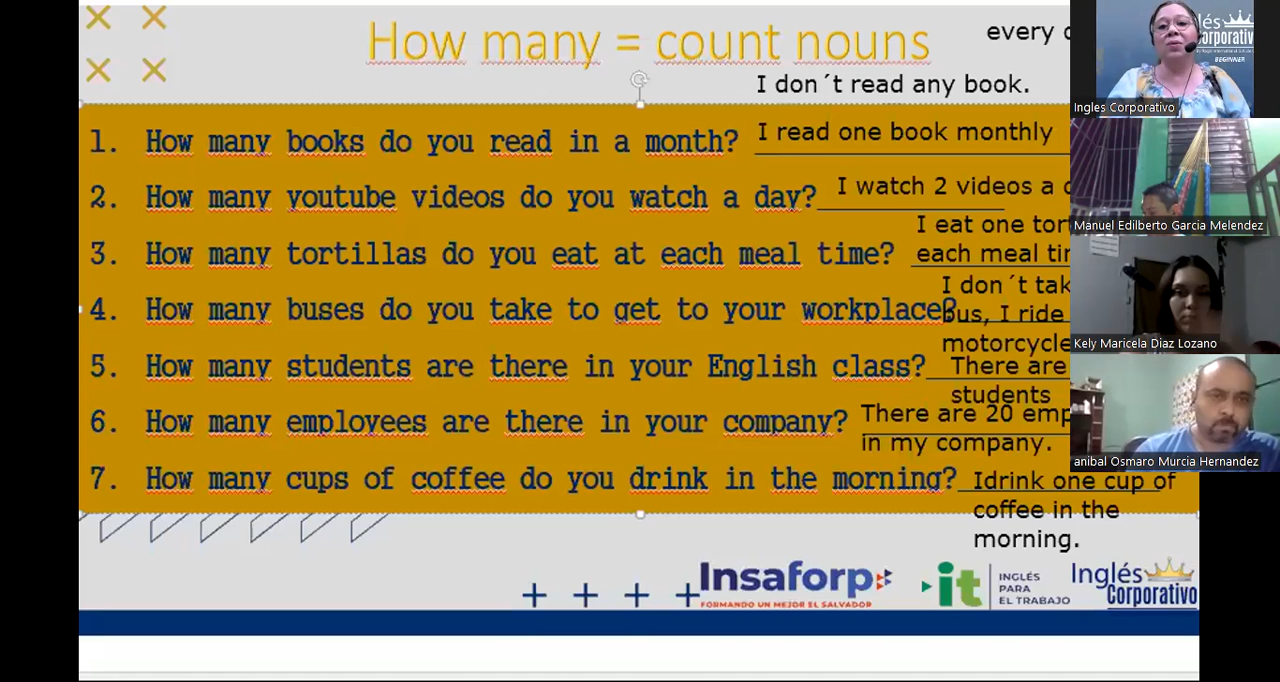 How many = count nouns
every
I don´t read any book.
1. How many books do you read in a month? I read one book monthly
2. How many youtube videos do you watch a day? I watch 2 videos a
3. How many tortillas do you eat at each meal time? I eat one
each meal
4. How many buses do you take to get to your workplace? I don´t
bus, I ride
motorcycle
5. How many students are there in your English class? There are
students
6. How many employees are there in your company? There are 20
in my company.
7. How many cups of coffee do you drink in the morning? Idrink one cup of
coffee in the
morning.
Insaforp
FORMANDO UN MEJOR EL SALVADOR
it
INGLÉS
PARA
EL TRABAJO
Inglés
Corporativo
Corporativo
BEGINNER
Ingles Corporativo
Manuel Edilberto Garcia Melendez
Kely Maricela Diaz Lozano
anibal Osmaro Murcia Hernandez